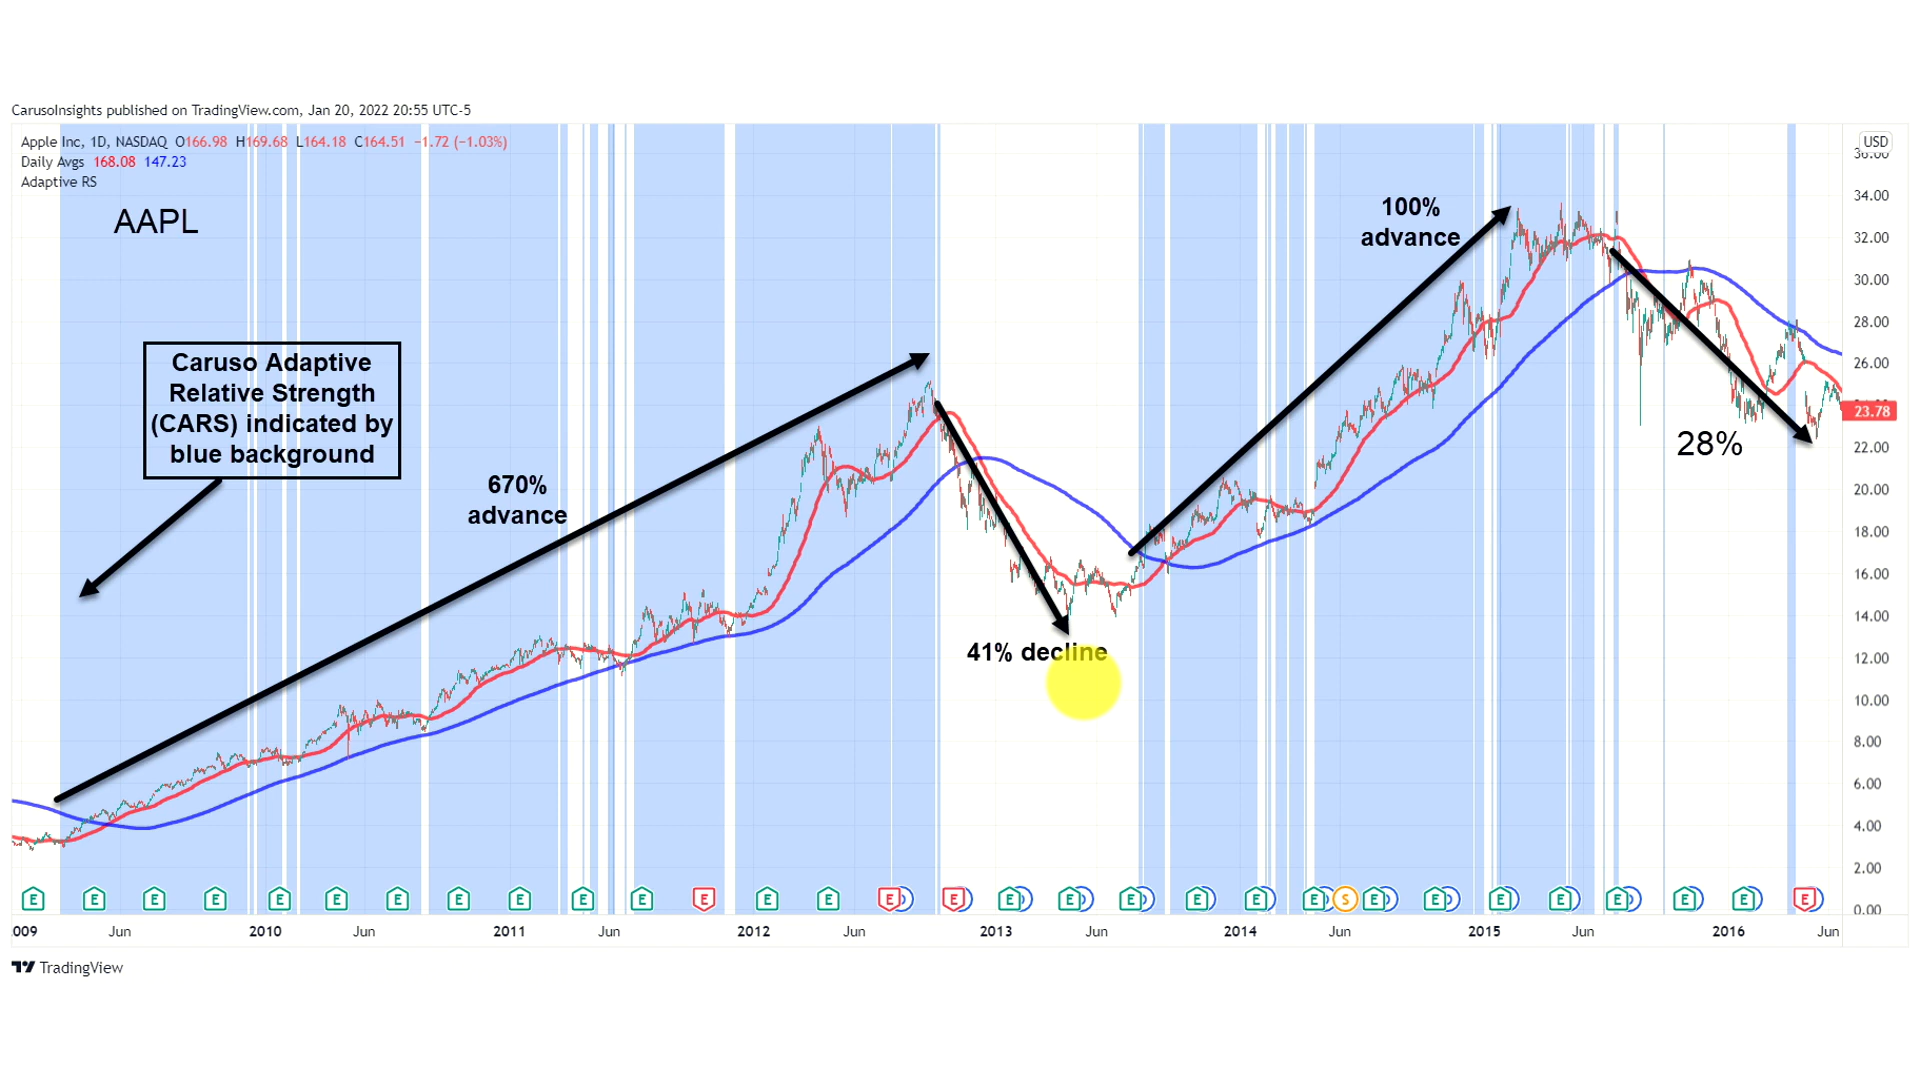 CarusoInsights published on TradingView.com, Jan 20, 2022 20:55 UTC-5
Apple Inc, 1D, NASDAQ O166.98 H169.68 L164.18 C164.51 −1.72 (−1.03%)
Daily Avgs 168.08 147.23
Adaptive RS
AAPL
Caruso Adaptive
Relative Strength
(CARS) indicated by
blue background
670%
advance
41% decline
100%
advance
28%
USD
36.00
34.00
32.00
30.00
28.00
26.00
23.78
22.00
20.00
18.00
16.00
14.00
12.00
10.00
8.00
6.00
4.00
2.00
0.00
E E E E E E E E E E E E E E E E E E E E E E S E E E E E E E E
2009 Jun 2010 Jun 2011 Jun 2012 Jun 2013 Jun 2014 Jun 2015 Jun 2016 Jun
TradingView